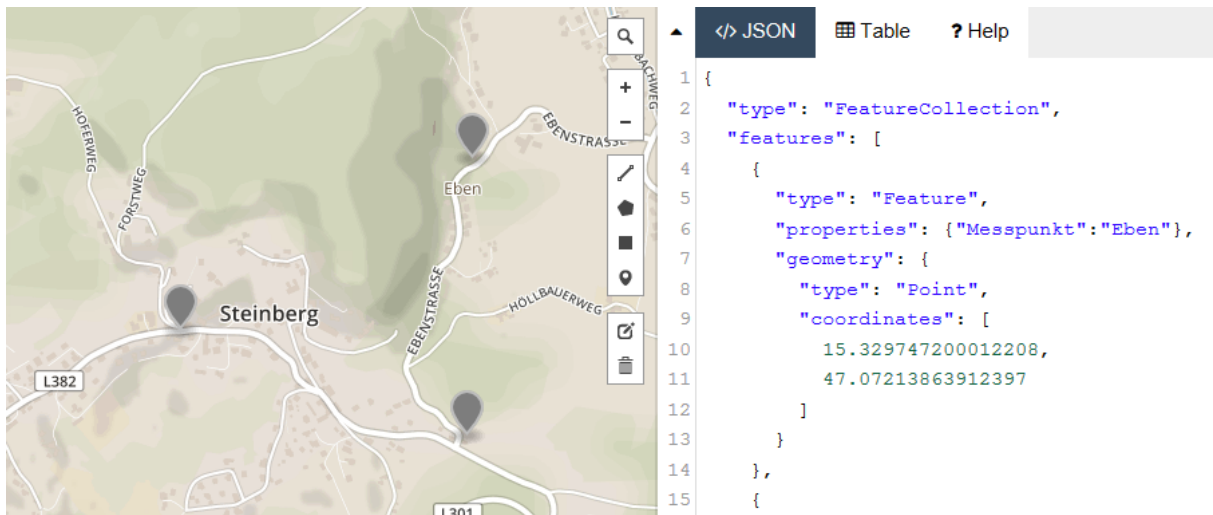 HOFERWEG
FORSTWEG
EBENSTRASSE
BACHWEG
Eben
EBENSTRASSE
HÖLLBAUERWEG
Steinberg
L382
L301
</> JSON
Table
? Help
1 {
2 "type": "FeatureCollection",
3 "features": [
4 {
5 "type": "Feature",
6 "properties": {"Messpunkt":"Eben"},
7 "geometry": {
8 "type": "Point",
9 "coordinates": [
10 15.329747200012208,
11 47.07213863912397
12 ]
13 }
14 },
15 {